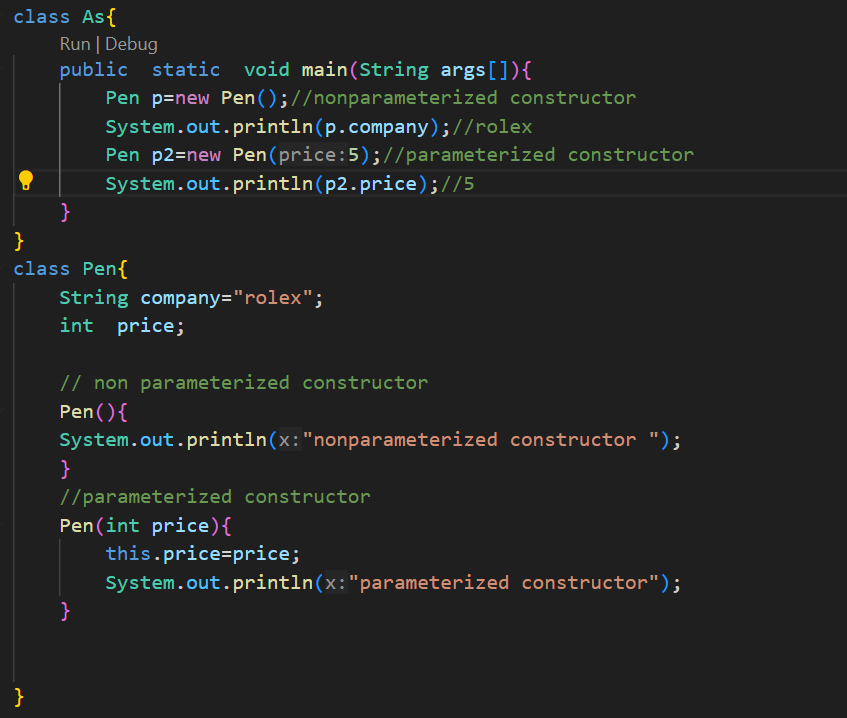 class As{
Run | Debug
public  static  void main(String args[]){
Pen p=new Pen();//nonparameterized constructor
System.out.println(p.company);//rolex
Pen p2=new Pen(price:5);//parameterized constructor
System.out.println(p2.price);//5
}
}
class Pen{
String company="rolex";
int  price;
// non parameterized constructor
Pen(){
System.out.println(x:"nonparameterized constructor ");
}
//parameterized constructor
Pen(int price){
this.price=price;
System.out.println(x:"parameterized constructor");
}
}